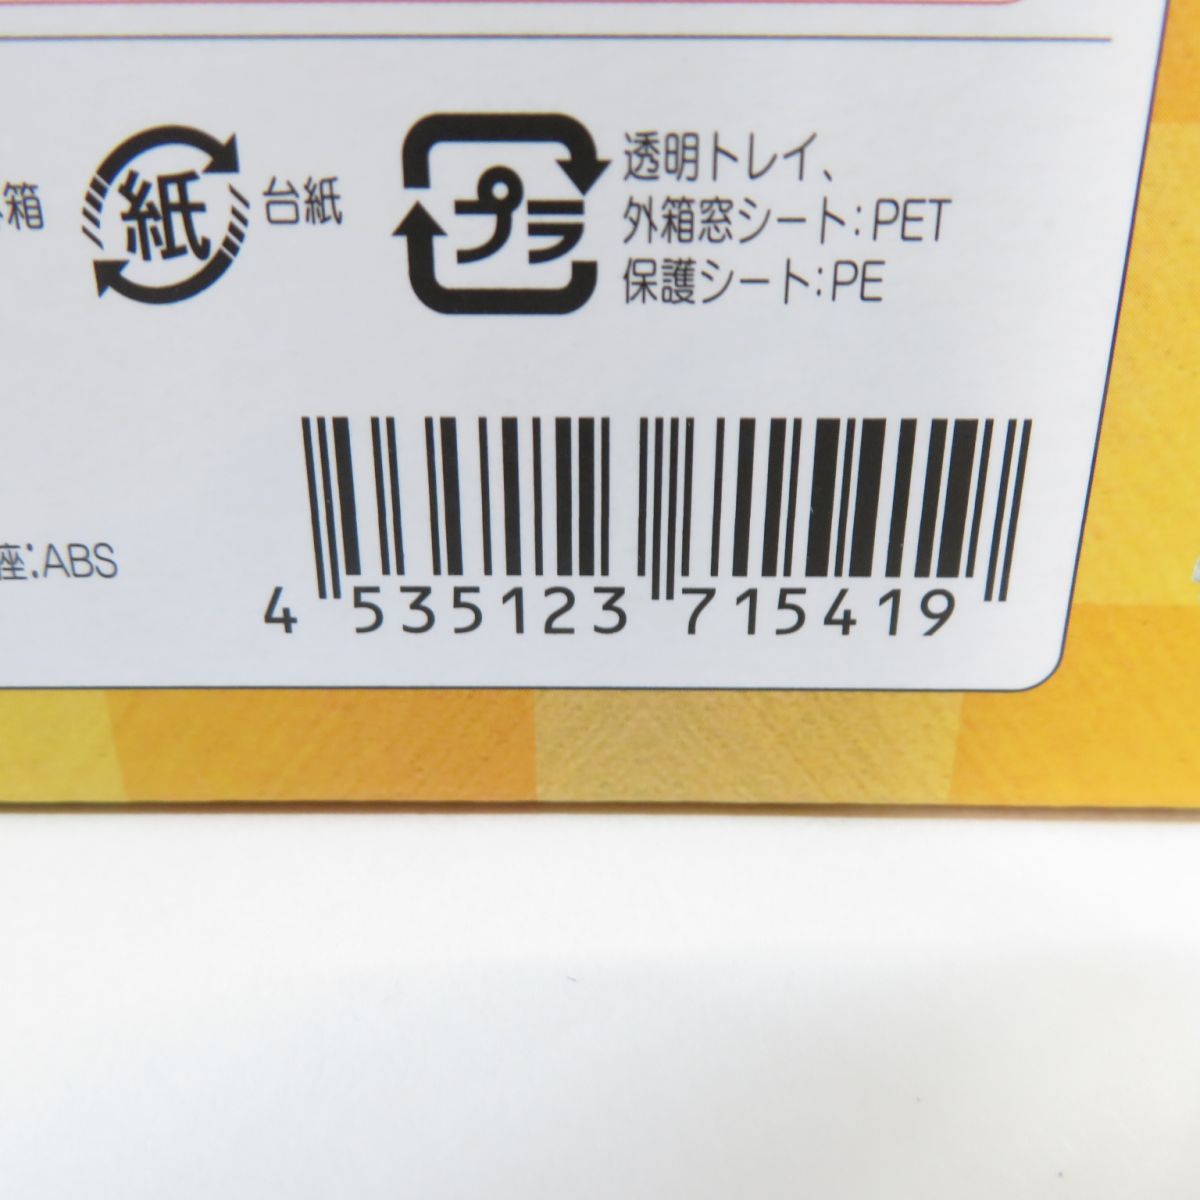 箱
紙
台紙
プラ
透明トレイ、
外箱窓シート:PET
保護シート:PE
座:ABS
4 535123 715419